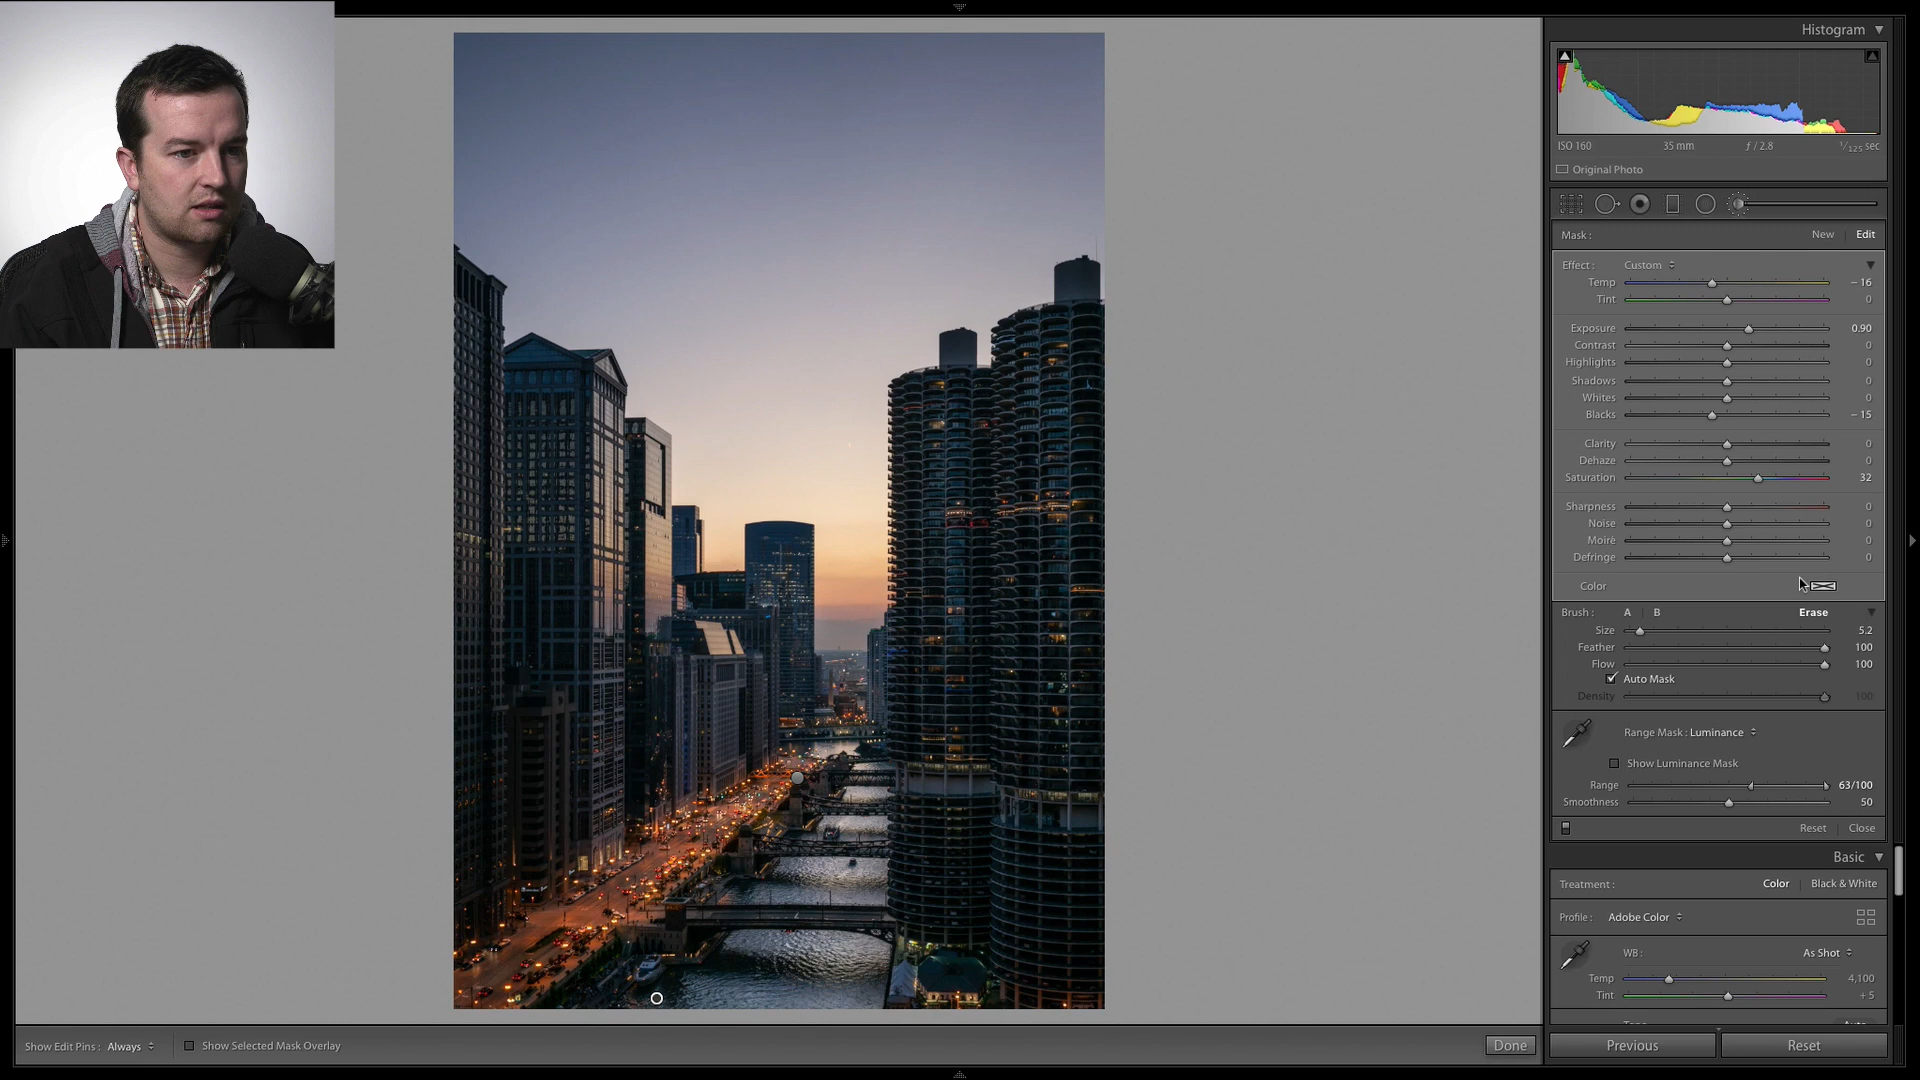 Histogram
ISO 160 35 mm ƒ / 2.8 1/125 sec
Original Photo
Mask : New Edit
Effect : Custom
Temp − 16
Tint 0
Exposure 0.90
Contrast 0
Highlights 0
Shadows 0
Whites 0
Blacks − 15
Clarity 0
Dehaze 0
Saturation 32
Sharpness 0
Noise 0
Moiré 0
Defringe 0
Color
Brush : A B Erase
Size 5.2
Feather 100
Flow 100
Auto Mask
Density 100
Range Mask : Luminance
Show Luminance Mask
Range 63/100
Smoothness 50
Reset Close
Basic
Treatment : Color Black & White
Profile : Adobe Color
WB : As Shot
Temp 4,100
Tint + 5
Show Edit Pins : Always Show Selected Mask Overlay Done Previous Reset